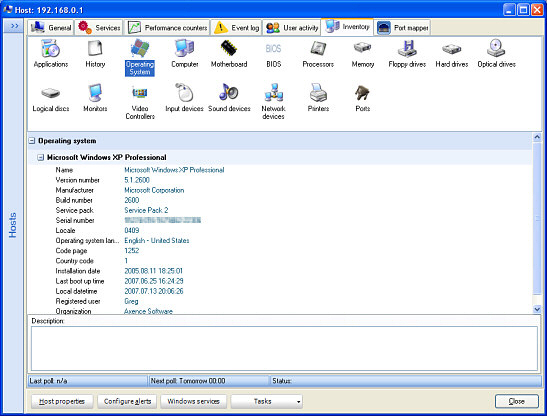 Host: 192.168.0.1
>> General Services Performance counters Event log User activity Inventory Port mapper
Applications History Operating System Computer Motherboard BIOS BIOS Processors Memory Floppy drives Hard drives Optical drives
Logical discs Monitors Video Controllers Input devices Sound devices Network devices Printers Ports
Hosts
Operating system
Microsoft Windows XP Professional
Name Microsoft Windows XP Professional
Version number 5.1.2600
Manufacturer Microsoft Corporation
Build number 2600
Service pack Service Pack 2
Serial number
Locale 0409
Operating system lan... English - United States
Code page 1252
Country code 1
Installation date 2005.08.11 18:25:01
Last boot up time 2007.06.25 16:24:29
Local datetime 2007.07.13 20:06:26
Registered user Greg
Organization Axence Software
Description:
Last poll: n/a Next poll: Tomorrow 00:00 Status:
Host properties Configure alerts Windows services Tasks Close